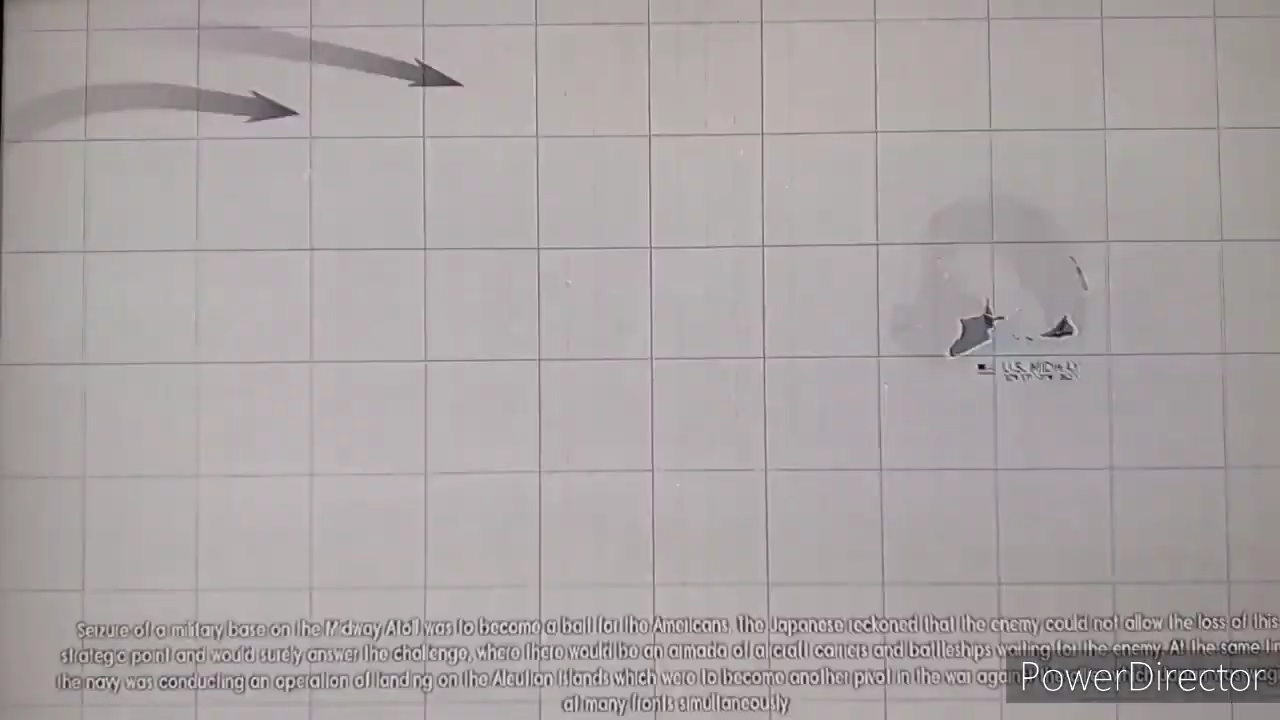 U.S. MIDWAY
Seizure of a military base on the Midway Atoll was to become a bait for the Americans. The Japanese reckoned that the enemy could not allow the loss of this
strategic point and would surely answer the challenge, where there would be an armada of aircraft carriers and battleships waiting for the enemy. At the same
the navy was conducting an operation of landing on the Aleutian Islands which were to become another pivot in the war
at many fronts simultaneously
PowerDirector